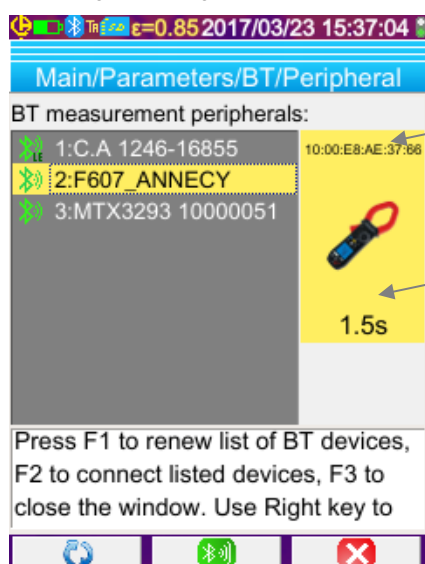 ε=0.85 2017/03/23 15:37:04
Main/Parameters/BT/Peripheral
BT measurement peripherals:
LE 1:C.A 1246-16855
10:00:E8:AE:37:66
2:F607_ANNECY
3:MTX3293 10000051
1.5s
Press F1 to renew list of BT devices,
F2 to connect listed devices, F3 to
close the window. Use Right key to